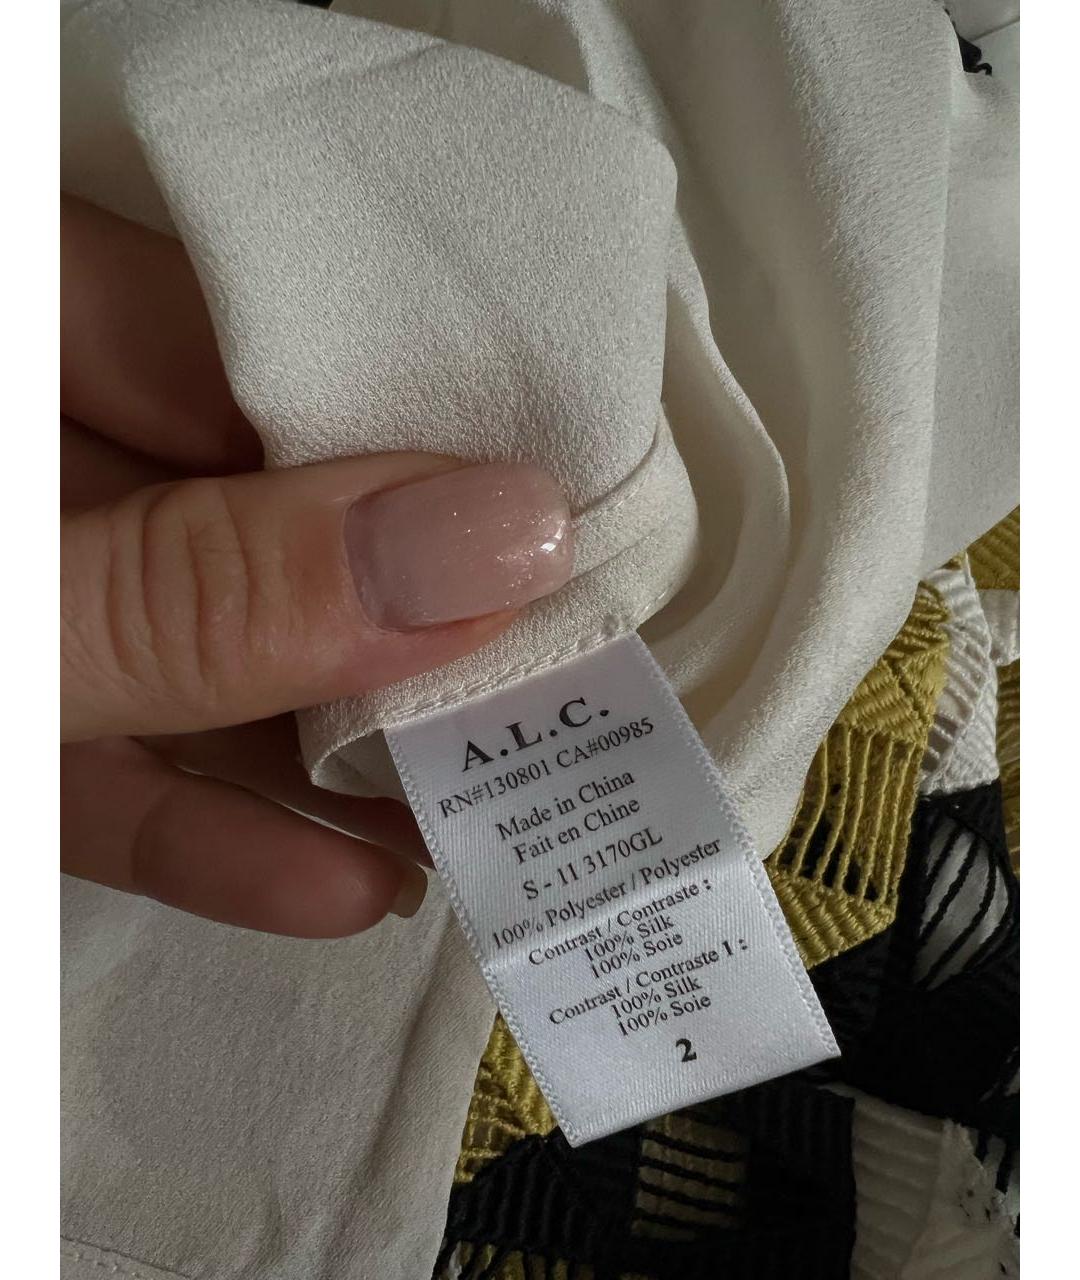 A.L.C.
RN#130801 CA#00985
Made in China
Fait en Chine
S - 11 3170GL
100% Polyester / Polyester
Contrast / Contraste :
100% Silk
100% Soie
Contrast / Contraste 1 :
100% Silk
100% Soie
2